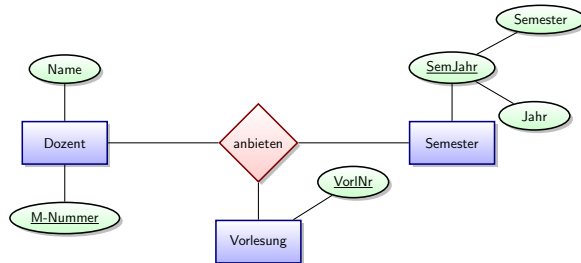 Semester
Name
SemJahr
Jahr
Dozent
anbieten
Semester
VorlNr
M-Nummer
Vorlesung